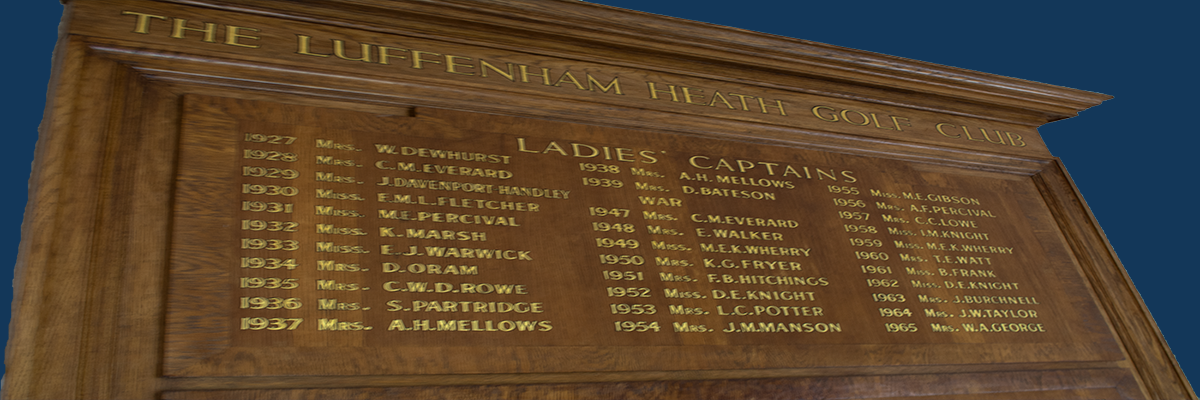 THE LUFFENHAM HEATH GOLF CLUB
LADIES' CAPTAINS
1927 MRS. W. DEWHURST
1928 MRS. C.M. EVERARD
1929 MRS. J. DAVENPORT HANDLEY
1930 MISS. E.M.L. FLETCHER
1931 MISS. M.E. PERCIVAL
1932 MISS. K. MARSH
1933 MISS. E.J. WARWICK
1934 MRS. D. ORAM
1935 MRS. C.W.D. ROWE
1936 MRS. S. PARTRIDGE
1937 MRS. A.H. MELLOWS
1938 MRS. A.H. MELLOWS
1939 MRS. D. BATESON
WAR
1947 MRS. C.M. EVERARD
1948 MRS. E. WALKER
1949 MISS. M.E.K. WHERRY
1950 MRS. K.G. FRYER
1951 MRS. F.B. HITCHINGS
1952 MISS. D.E. KNIGHT
1953 MRS. L.C. POTTER
1954 MRS. J.M. MANSON
1955 MISS. M.E. GIBSON
1956 MRS. A.F. PERCIVAL
1957 MRS. C.C. LOWE
1958 MISS. I.M. KNIGHT
1959 MISS. M.E.K. WHERRY
1960 MRS. T.E. WATT
1961 MISS. B. FRANK
1962 MISS. D.E. KNIGHT
1963 MRS. J. BURCHNELL
1964 MRS. J.W. TAYLOR
1965 MRS. W.A. GEORGE